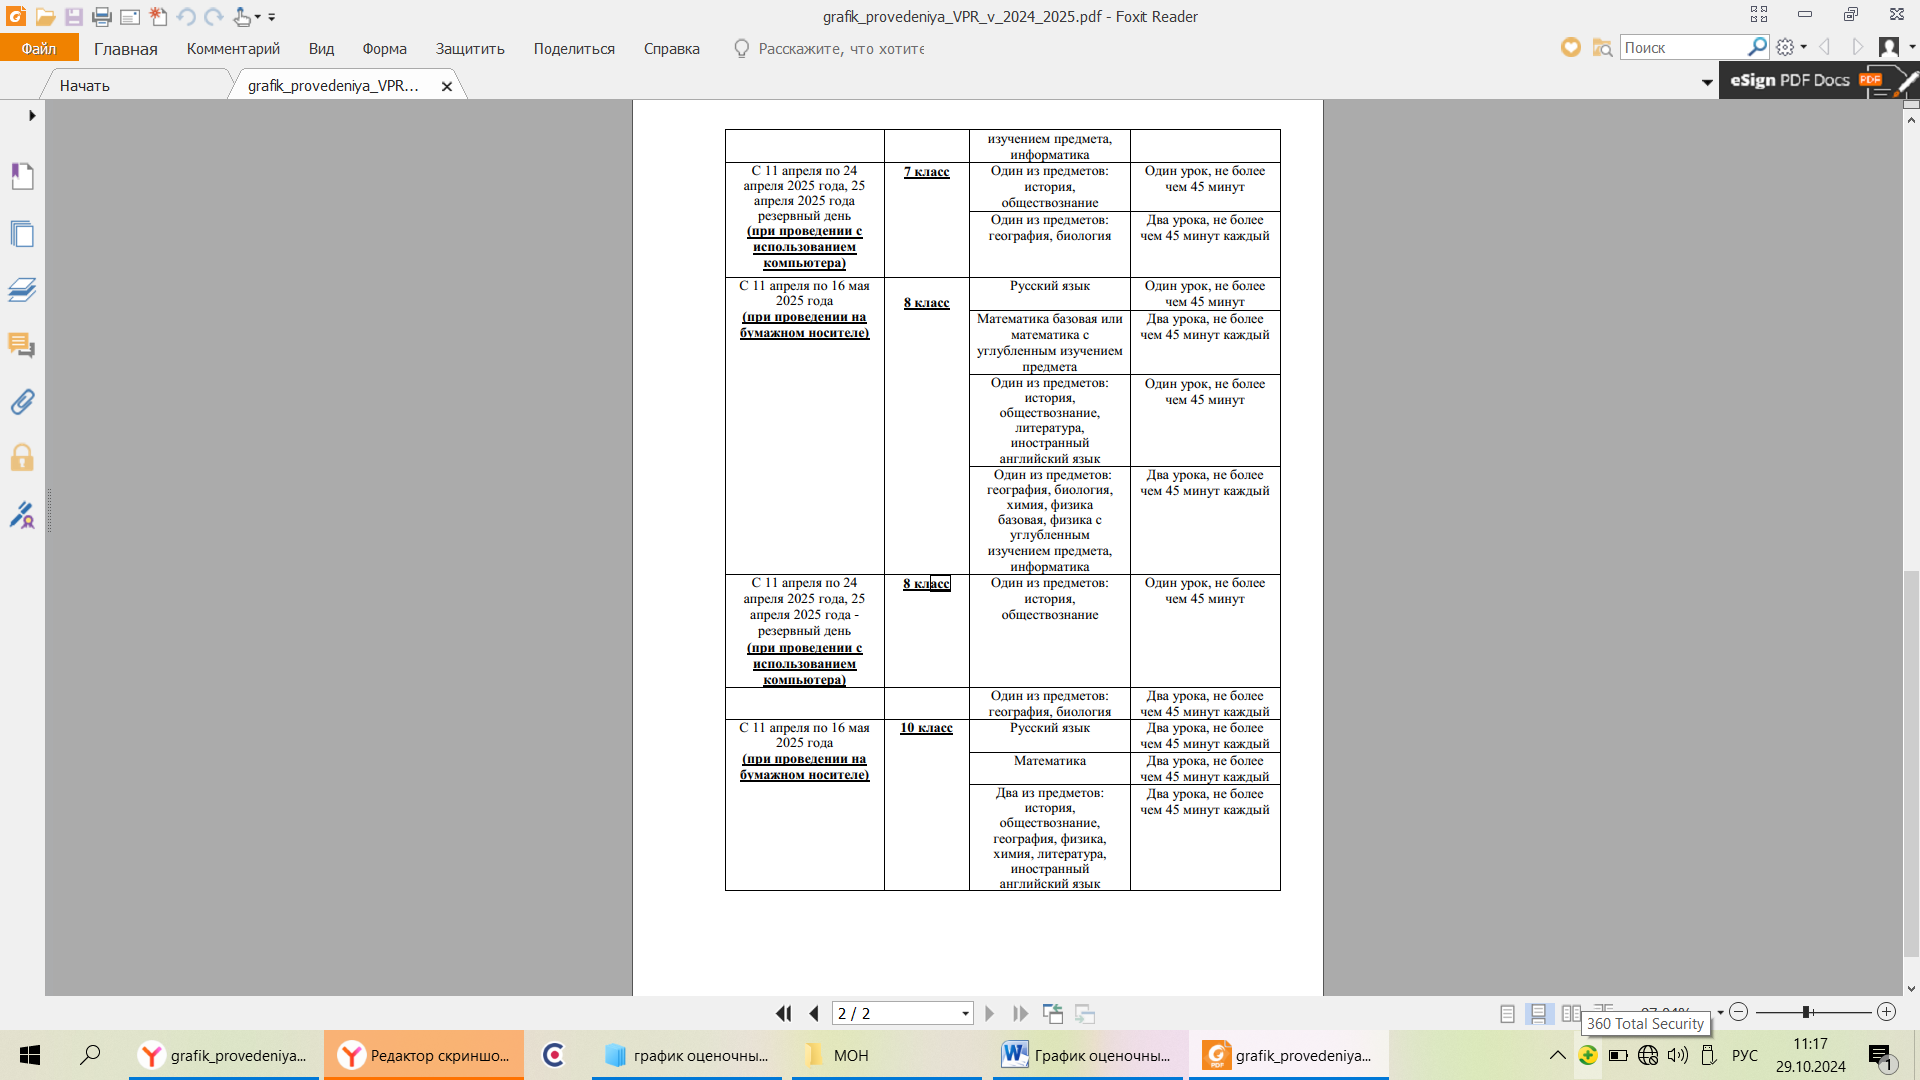 grafik_provedeniya_VPR_v_2024_2025.pdf - Foxit Reader
Файл
Главная
Комментарий
Вид
Форма
Защитить
Поделиться
Справка
Расскажите, что хотите
Поиск
Начать
grafik_provedeniya_VPR...
eSign PDF Docs
PDF
изучением предмета,
информатика
С 11 апреля по 24
апреля 2025 года, 25
апреля 2025 года
резервный день
(при проведении с
использованием
компьютера)
7 класс
Один из предметов:
история,
обществознание
Один урок, не более
чем 45 минут
Один из предметов:
география, биология
Два урока, не более
чем 45 минут каждый
С 11 апреля по 16 мая
2025 года
(при проведении на
бумажном носителе)
8 класс
Русский язык
Один урок, не более
чем 45 минут
Математика базовая или
математика с
углубленным изучением
предмета
Два урока, не более
чем 45 минут каждый
Один из предметов:
история,
обществознание,
литература,
иностранный
английский язык
Один урок, не более
чем 45 минут
Один из предметов:
география, биология,
химия, физика
базовая, физика с
углубленным
изучением предмета,
информатика
Два урока, не более
чем 45 минут каждый
С 11 апреля по 24
апреля 2025 года, 25
апреля 2025 года -
резервный день
(при проведении с
использованием
компьютера)
8 класс
Один из предметов:
история,
обществознание
Один урок, не более
чем 45 минут
Один из предметов:
география, биология
Два урока, не более
чем 45 минут каждый
С 11 апреля по 16 мая
2025 года
(при проведении на
бумажном носителе)
10 класс
Русский язык
Два урока, не более
чем 45 минут каждый
Математика
Два урока, не более
чем 45 минут каждый
Два из предметов:
история,
обществознание,
география, физика,
химия, литература,
иностранный
английский язык
Два урока, не более
чем 45 минут каждый
2 / 2
360 Total Security
grafik_provedeniya...
Редактор скриншо...
график оценочны...
МОН
График оценочны...
grafik_provedeniya...
РУС
11:17
29.10.2024
1